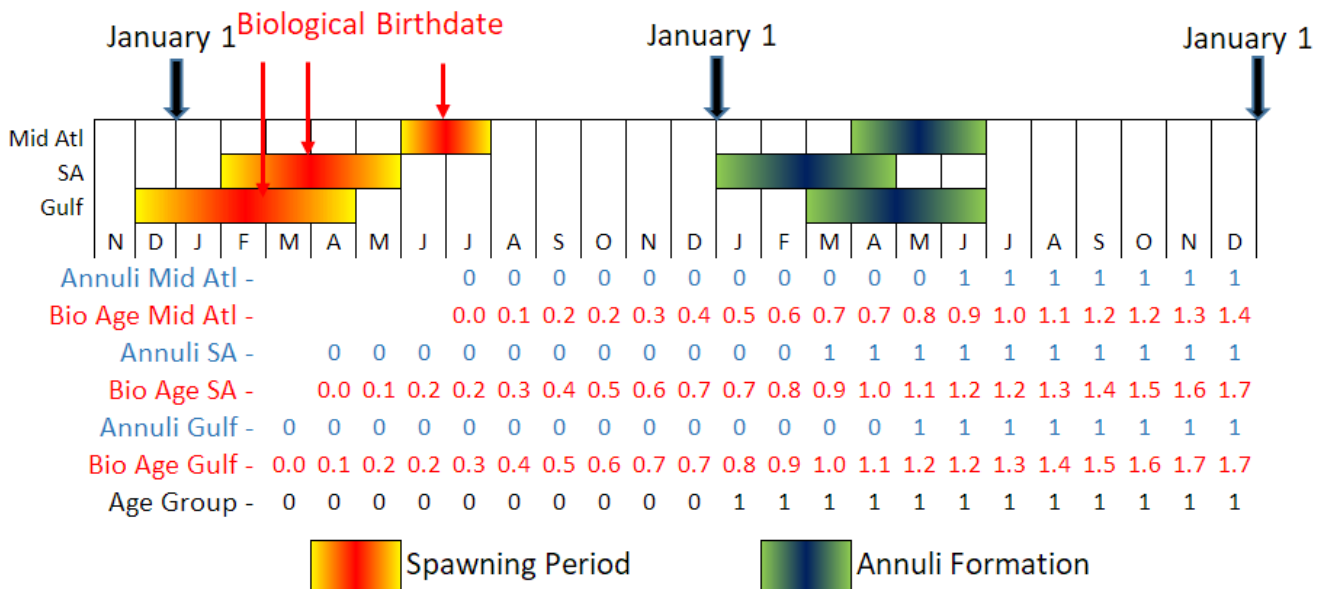 January 1 Biological Birthdate January 1 January 1
Mid Atl
SA
Gulf
N D J F M A M J J A S O N D J F M A M J J A S O N D
Annuli Mid Atl - 0 0 0 0 0 0 0 0 0 0 0 1 1 1 1 1 1 1
Bio Age Mid Atl - 0.0 0.1 0.2 0.2 0.3 0.4 0.5 0.6 0.7 0.7 0.8 0.9 1.0 1.1 1.2 1.2 1.3 1.4
Annuli SA - 0 0 0 0 0 0 0 0 0 0 0 1 1 1 1 1 1 1 1 1 1
Bio Age SA - 0.0 0.1 0.2 0.2 0.3 0.4 0.5 0.6 0.7 0.7 0.8 0.9 1.0 1.1 1.2 1.2 1.3 1.4 1.5 1.6 1.7
Annuli Gulf - 0 0 0 0 0 0 0 0 0 0 0 0 0 0 1 1 1 1 1 1 1 1
Bio Age Gulf - 0.0 0.1 0.2 0.2 0.3 0.4 0.5 0.6 0.7 0.7 0.8 0.9 1.0 1.1 1.2 1.2 1.3 1.4 1.5 1.6 1.7 1.7
Age Group - 0 0 0 0 0 0 0 0 0 0 1 1 1 1 1 1 1 1 1 1 1 1
Spawning Period Annuli Formation